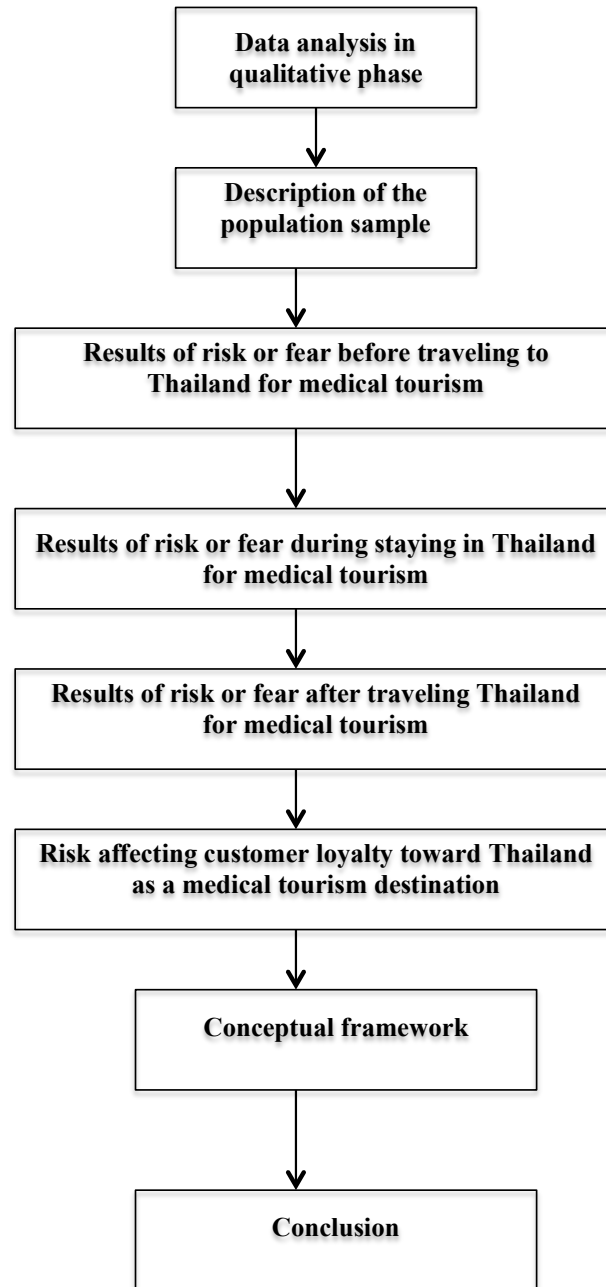 Data analysis in
qualitative phase
Description of the
population sample
Results of risk or fear before traveling to
Thailand for medical tourism
Results of risk or fear during staying in Thailand
for medical tourism
Results of risk or fear after traveling Thailand
for medical tourism
Risk affecting customer loyalty toward Thailand
as a medical tourism destination
Conceptual framework
Conclusion